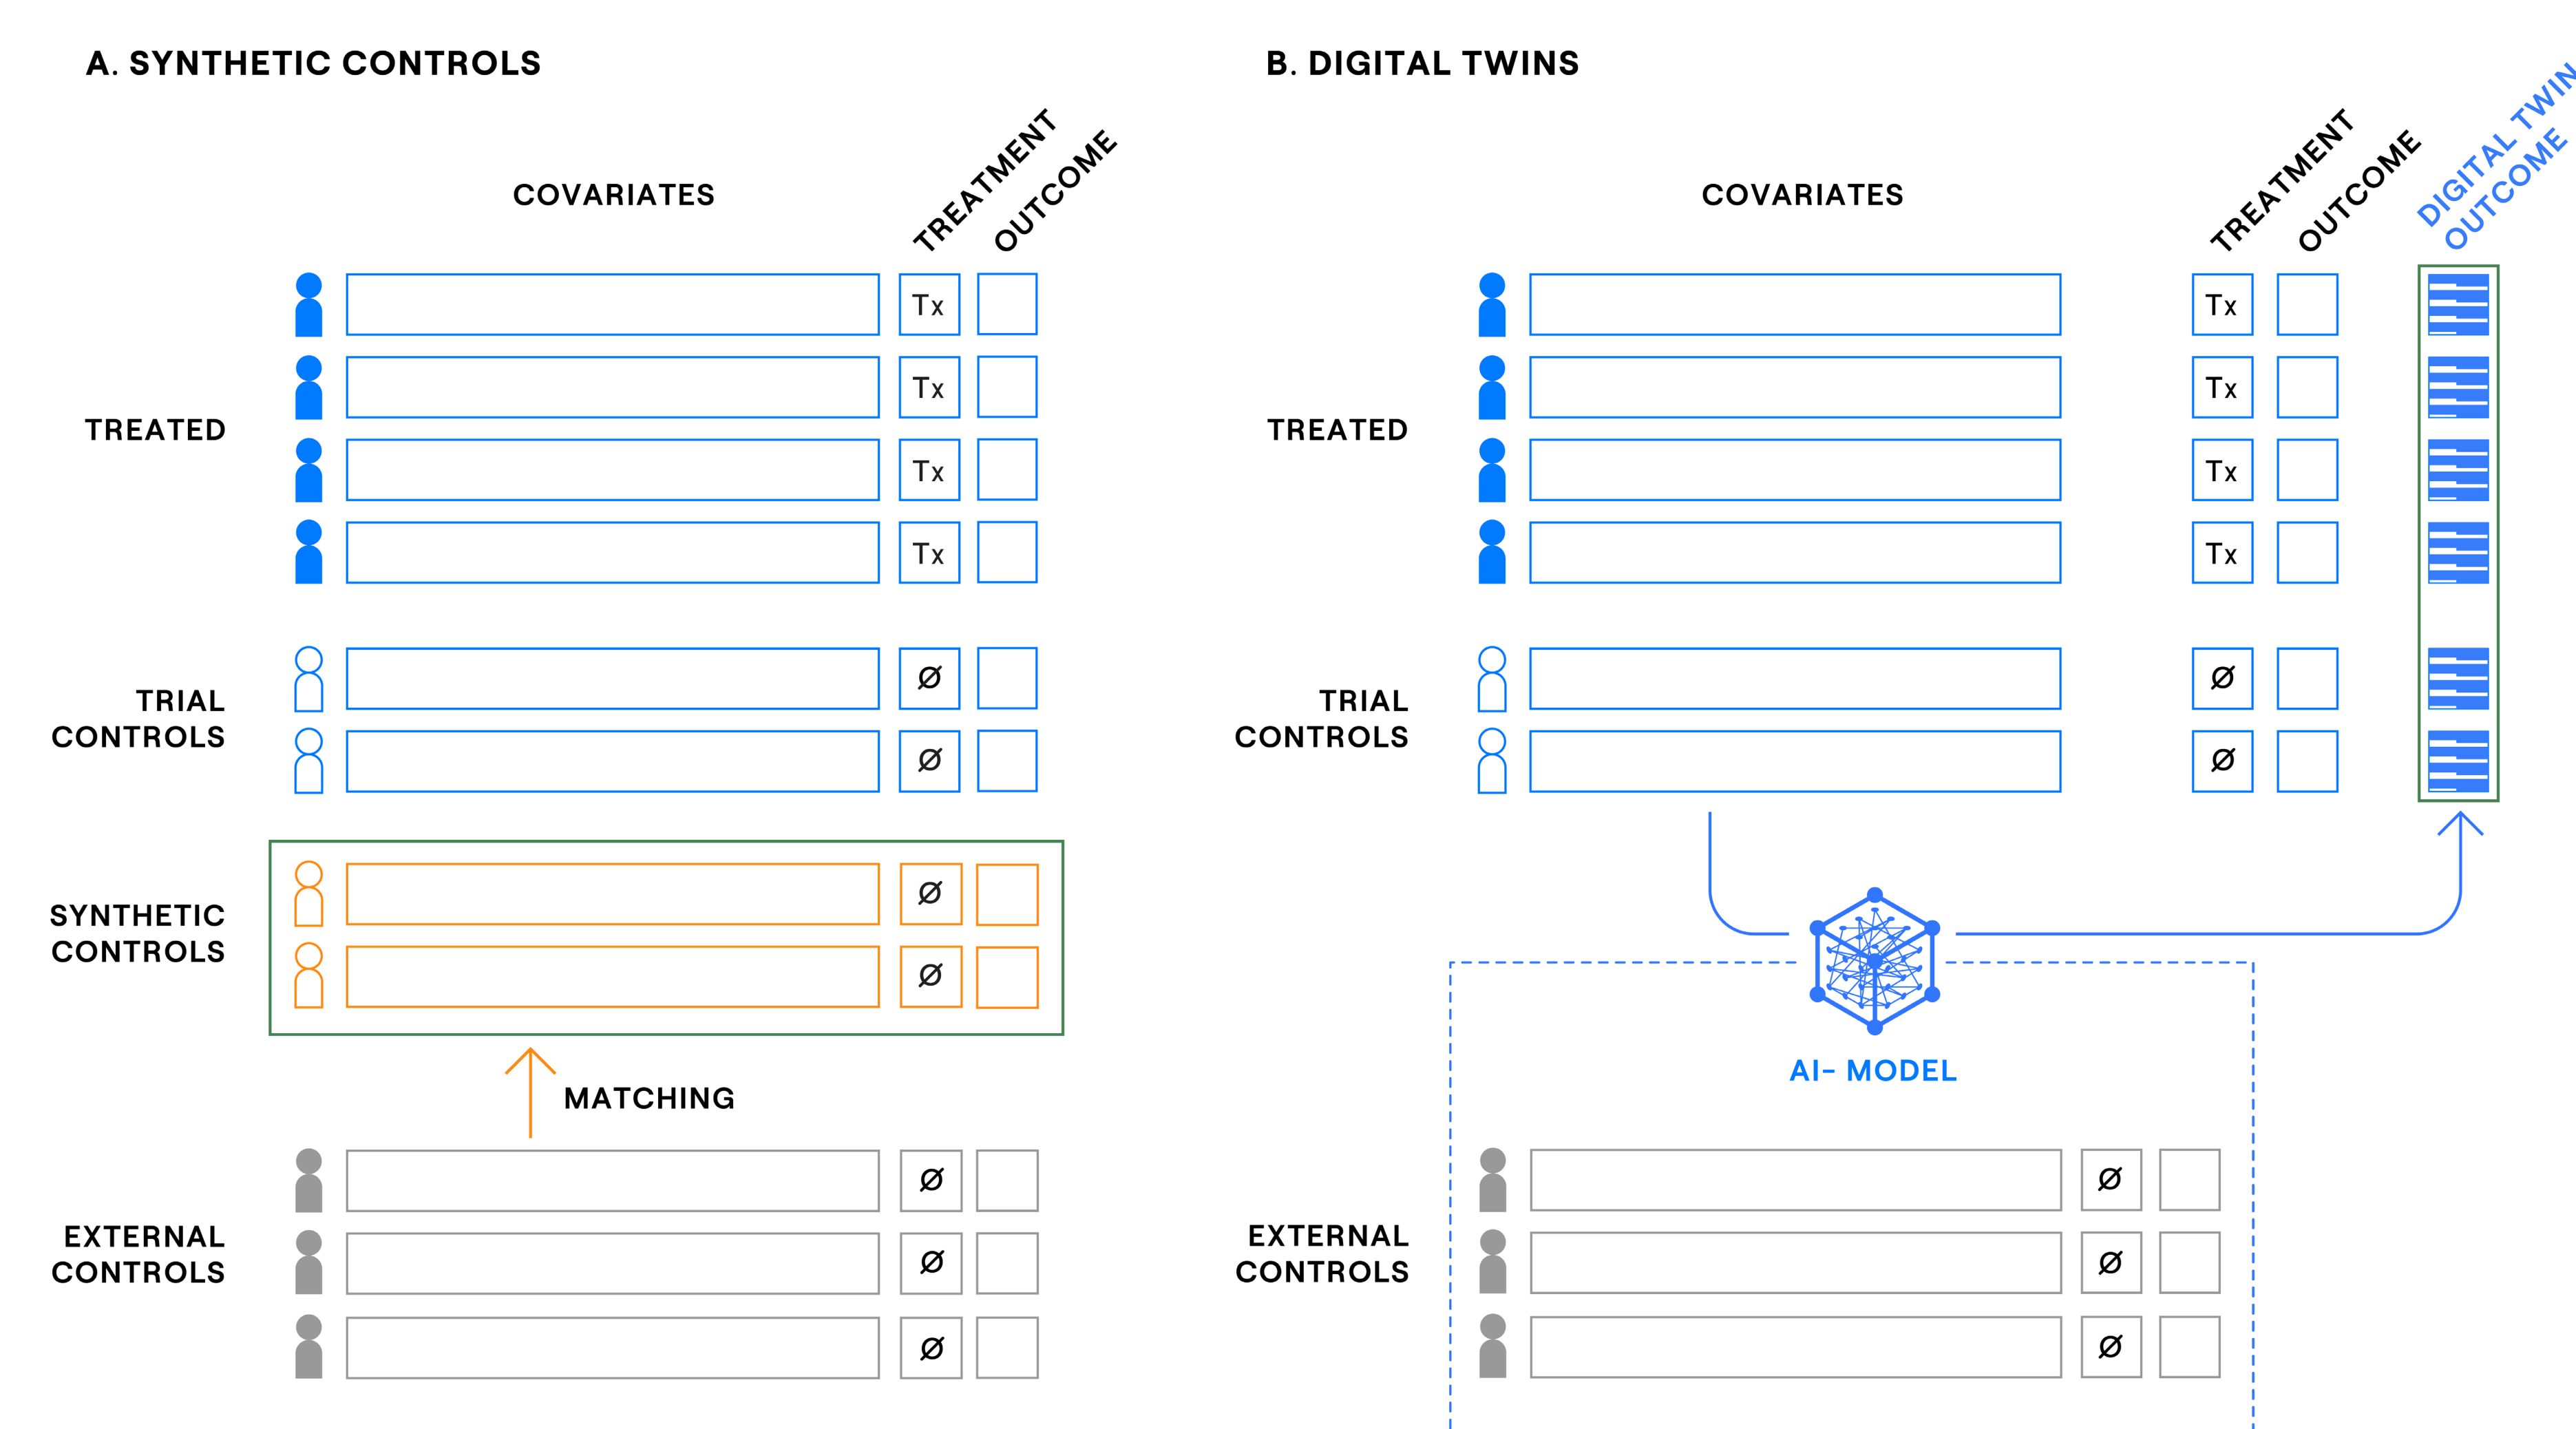 A. SYNTHETIC CONTROLS
COVARIATES
TREATMENT
OUTCOME
TREATED
Tx
Tx
Tx
Tx
TRIAL
CONTROLS
Ø
Ø
SYNTHETIC
CONTROLS
Ø
Ø
MATCHING
EXTERNAL
CONTROLS
Ø
Ø
Ø
B. DIGITAL TWINS
COVARIATES
TREATMENT
OUTCOME
DIGITAL TWIN
OUTCOME
TREATED
Tx
Tx
Tx
Tx
TRIAL
CONTROLS
Ø
Ø
AI- MODEL
EXTERNAL
CONTROLS
Ø
Ø
Ø